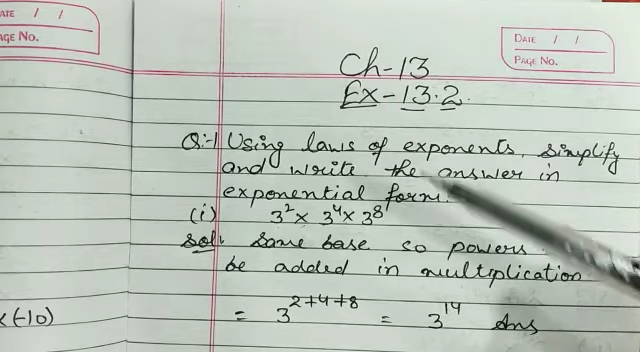 ATE / /
AGE No.
DATE / /
PAGE No.
Ch-13
Ex-13.2
Q:-1 Using laws of exponents, simplify
and write the answer in
exponential form.
(i) 3² × 3⁴ × 3⁸
Sol. Same base so powers
be added in multiplication
= 3²⁺⁴⁺⁸ = 3¹⁴ Ans
×(-10)